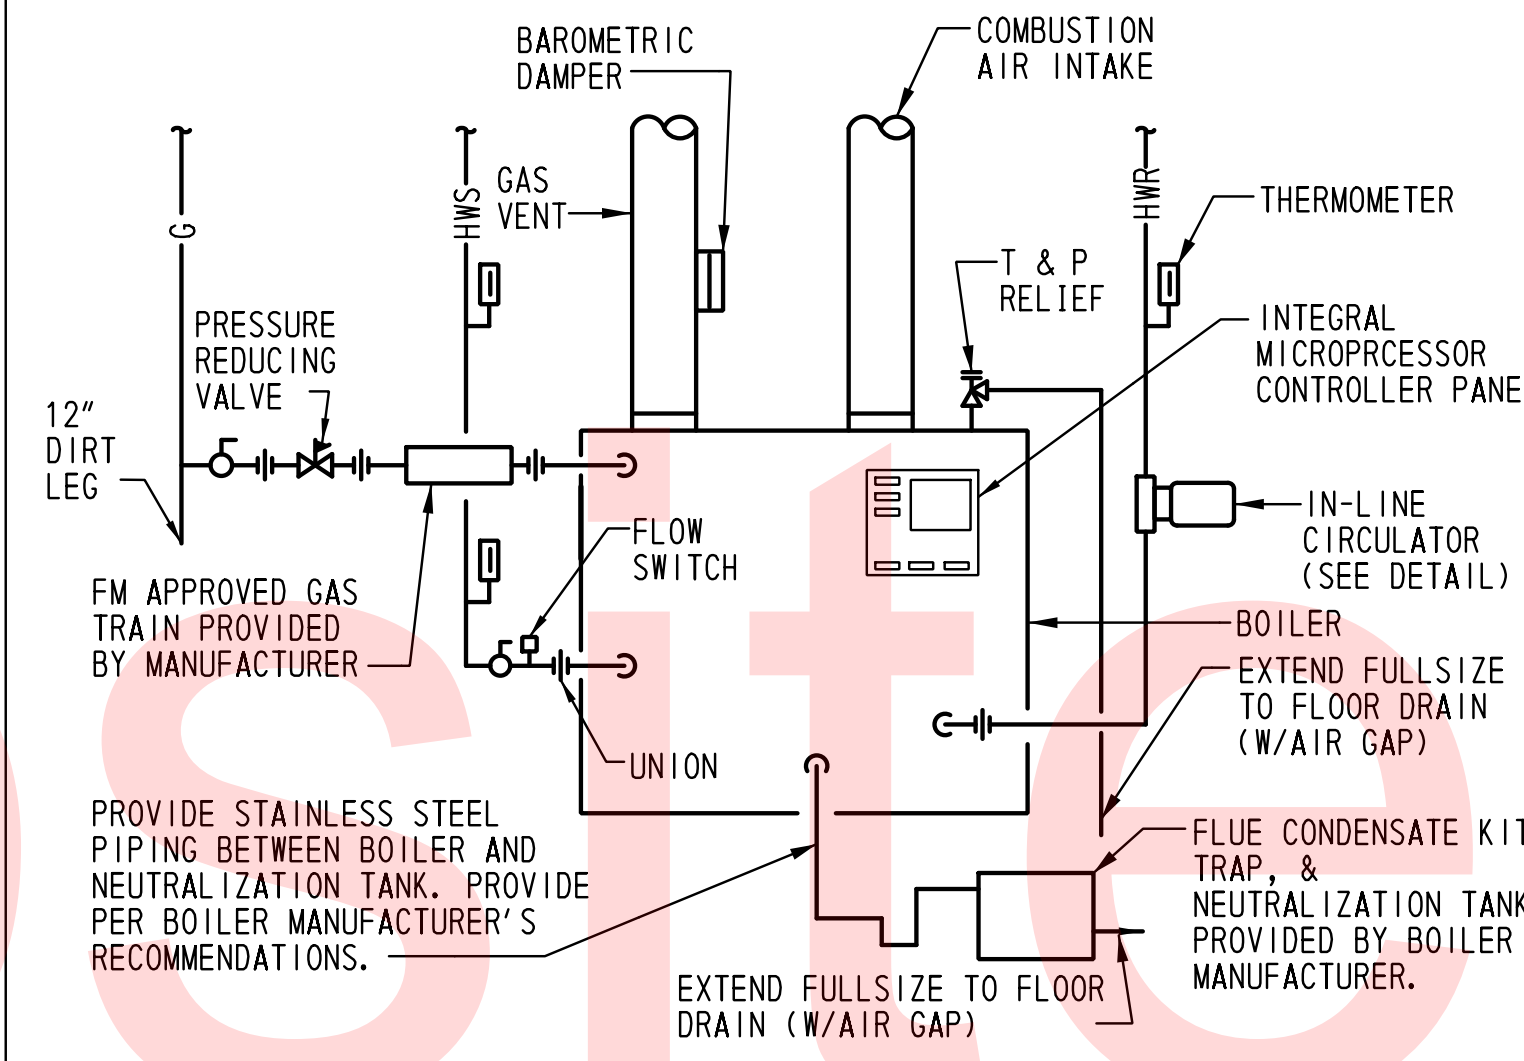 BAROMETRIC
DAMPER
COMBUSTION
AIR INTAKE
G
HWS
GAS
VENT
HWR
THERMOMETER
T & P
RELIEF
PRESSURE
REDUCING
VALVE
INTEGRAL
MICROPRCESSOR
CONTROLLER PANE
12"
DIRT
LEG
FLOW
SWITCH
IN-LINE
CIRCULATOR
(SEE DETAIL)
FM APPROVED GAS
TRAIN PROVIDED
BY MANUFACTURER
BOILER
EXTEND FULLSIZE
TO FLOOR DRAIN
(W/AIR GAP)
UNION
PROVIDE STAINLESS STEEL
PIPING BETWEEN BOILER AND
NEUTRALIZATION TANK. PROVIDE
PER BOILER MANUFACTURER'S
RECOMMENDATIONS.
FLUE CONDENSATE KIT
TRAP, &
NEUTRALIZATION TANK
PROVIDED BY BOILER
MANUFACTURER.
EXTEND FULLSIZE TO FLOOR
DRAIN (W/AIR GAP)
site